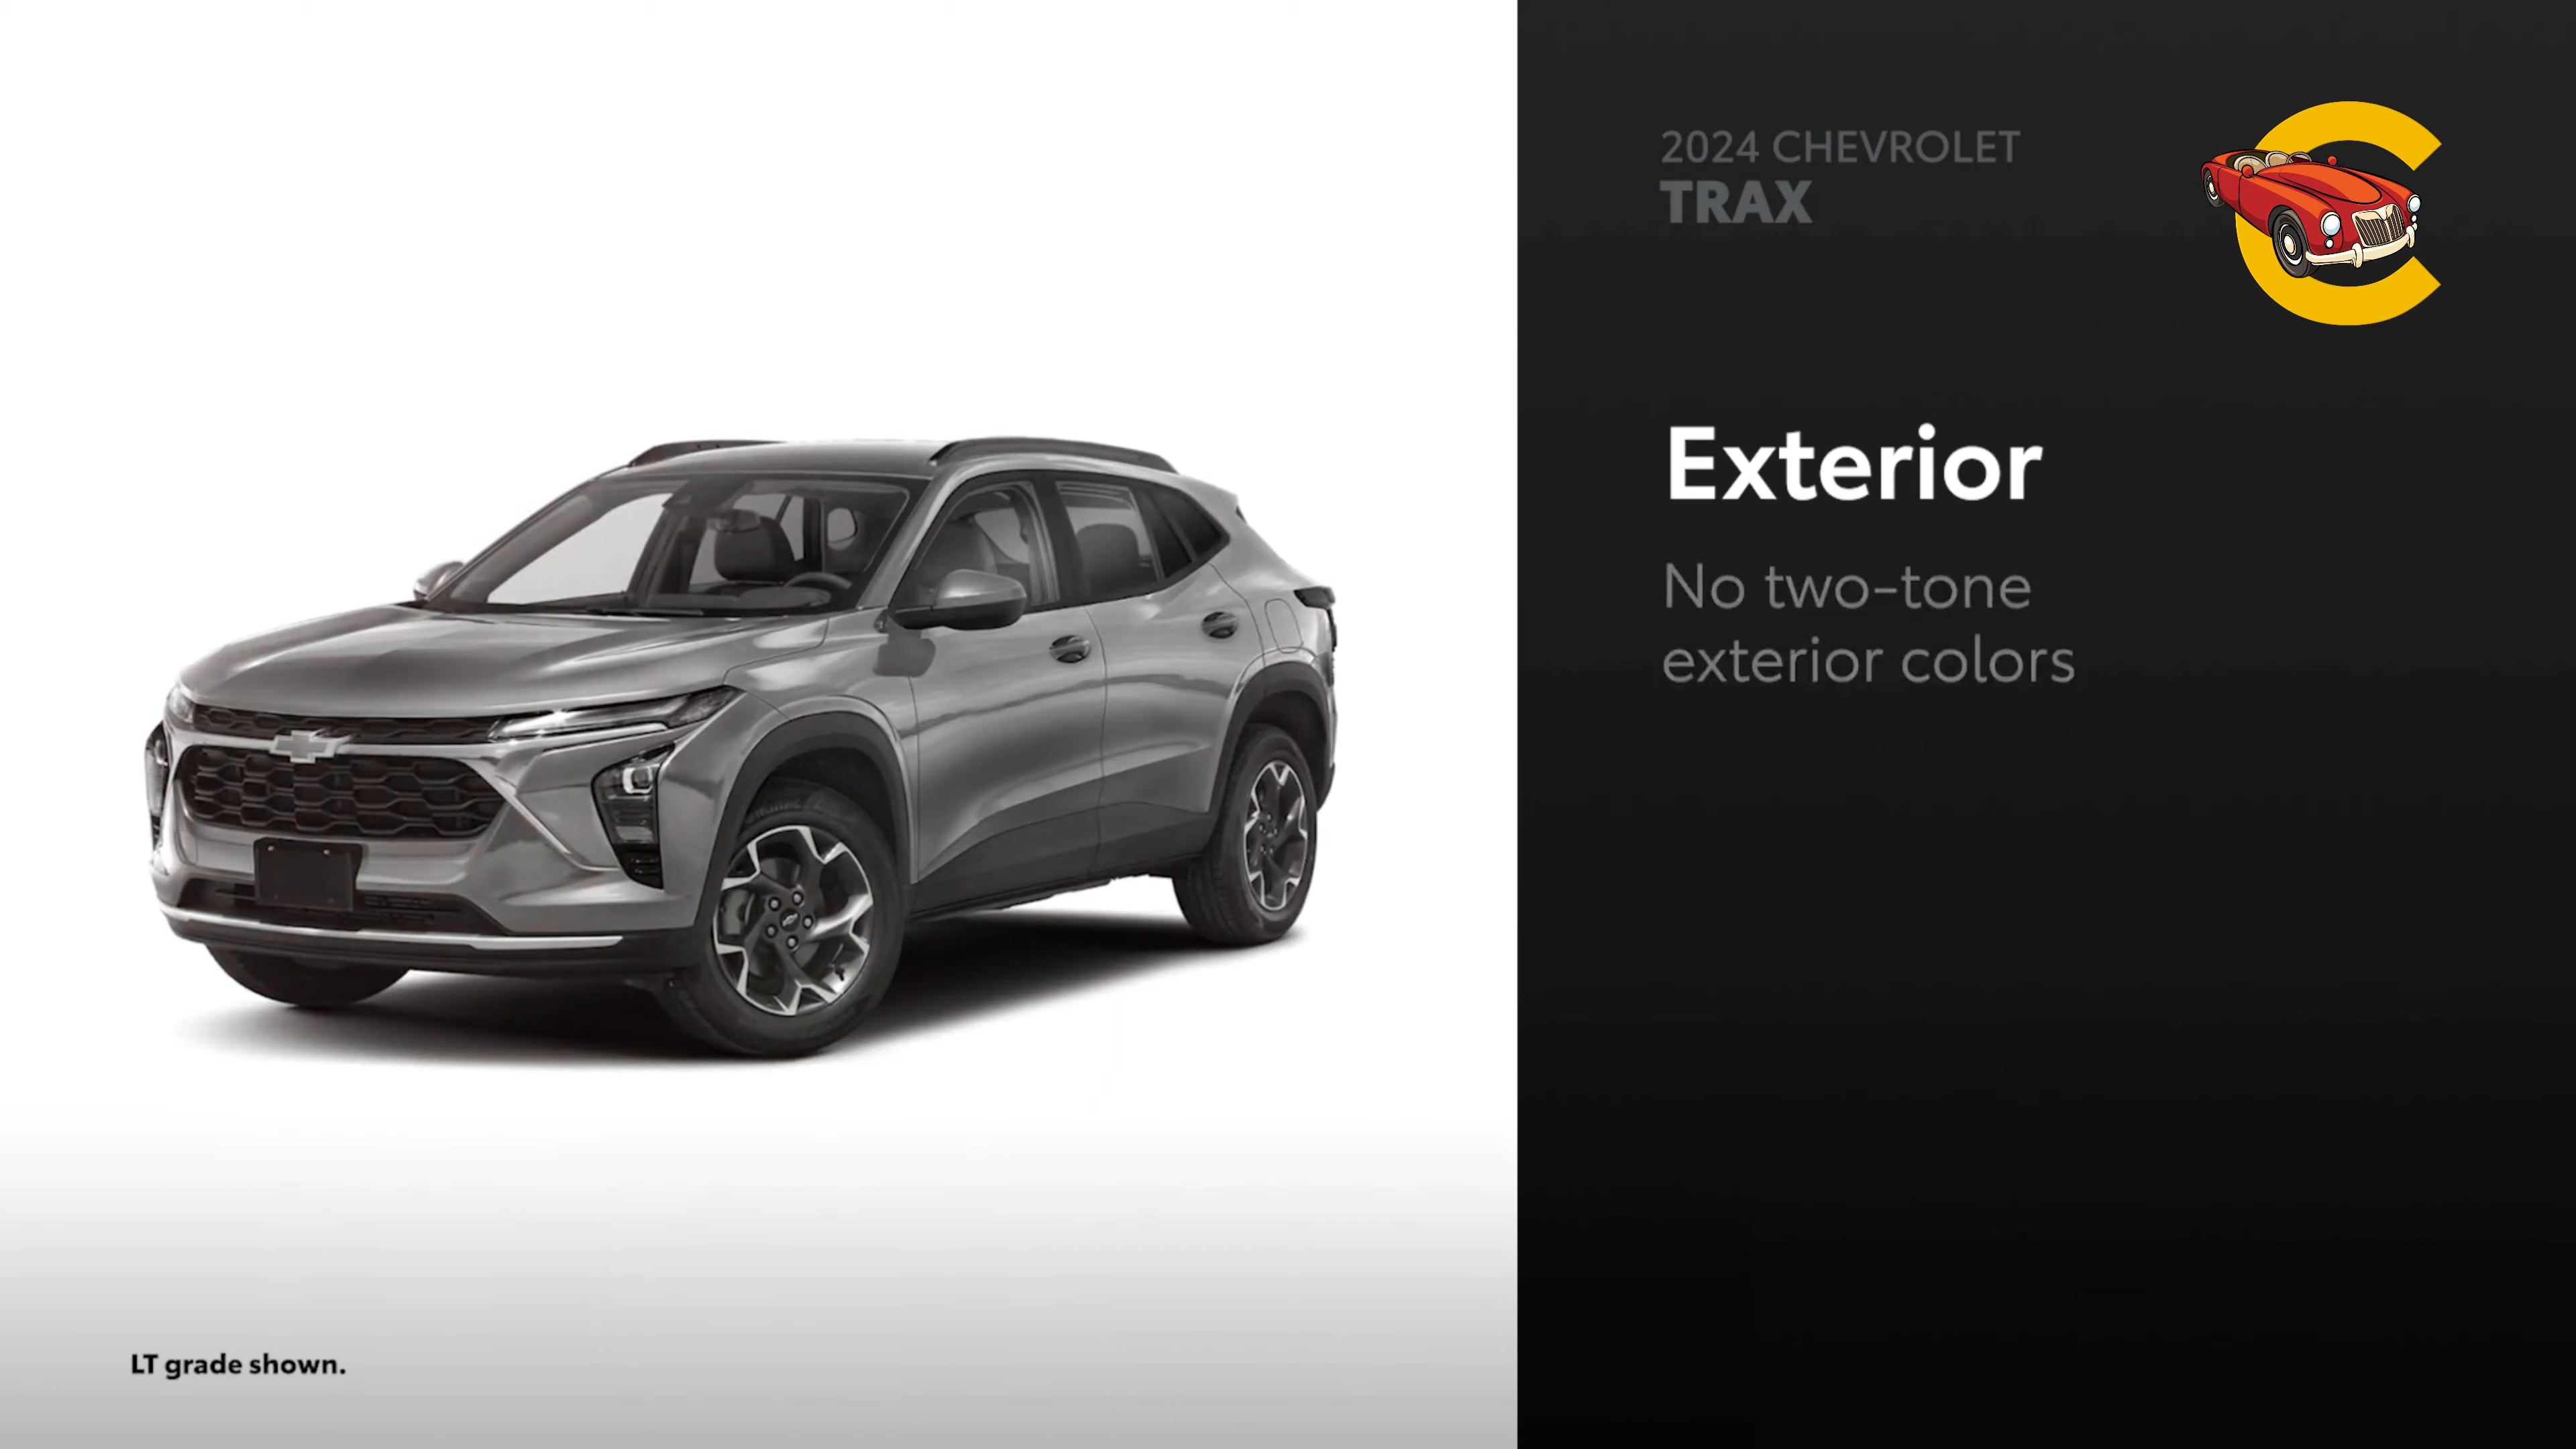 2024 CHEVROLET
TRAX
Exterior
No two-tone
exterior colors
LT grade shown.